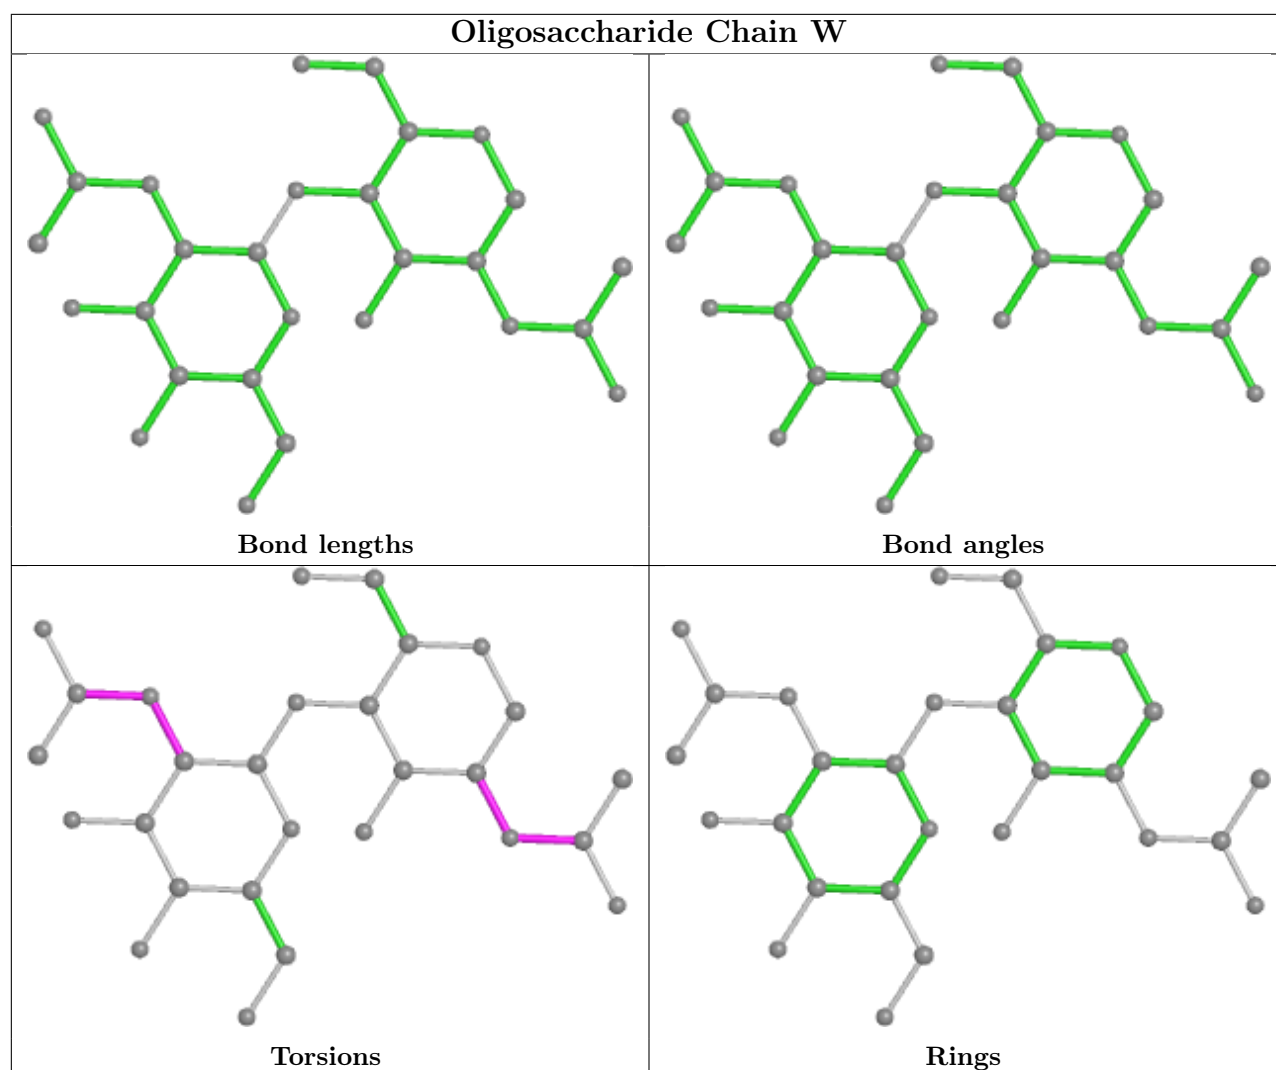 Oligosaccharide Chain W
Bond lengths
Bond angles
Torsions
Rings